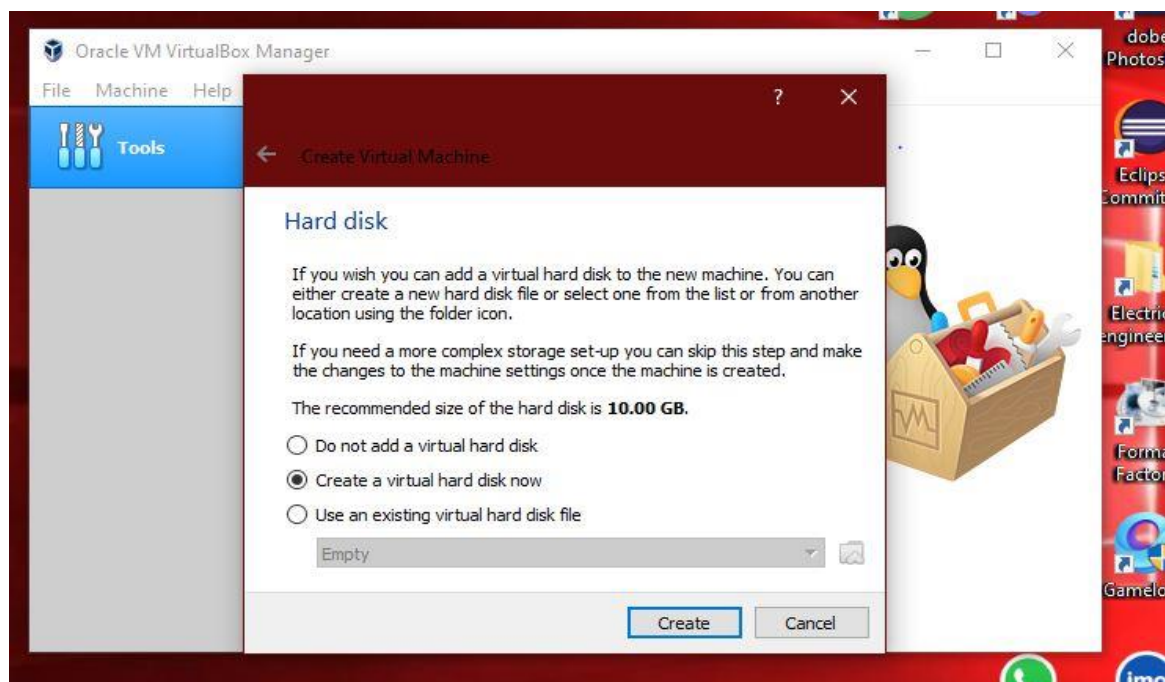 Oracle VM VirtualBox Manager
File Machine Help
Tools
Create Virtual Machine
Hard disk
If you wish you can add a virtual hard disk to the new machine. You can
either create a new hard disk file or select one from the list or from another
location using the folder icon.
If you need a more complex storage set-up you can skip this step and make
the changes to the machine settings once the machine is created.
The recommended size of the hard disk is 10.00 GB.
Do not add a virtual hard disk
Create a virtual hard disk now
Use an existing virtual hard disk file
Empty
Create Cancel
dobe
Photos
Eclips
Commit
Electric
engineer
Forma
Factor
Gamelo
imo